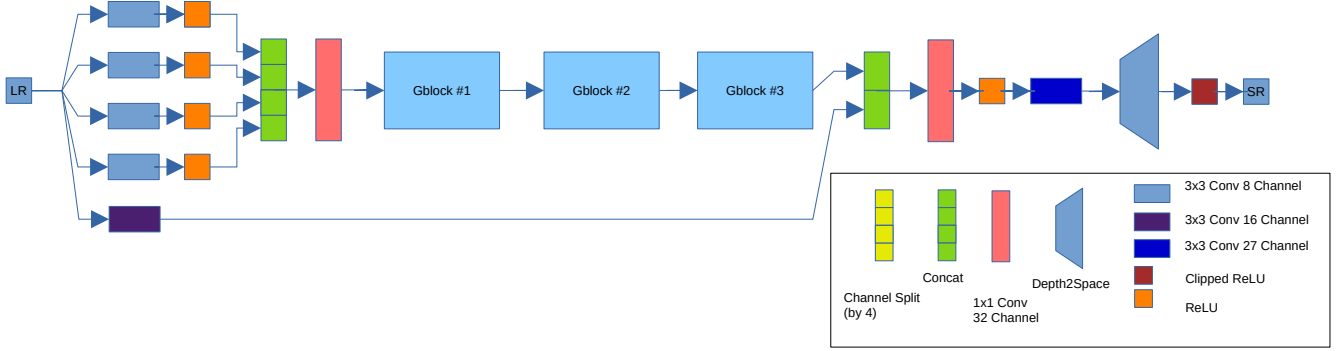 LR
Gblock #1
Gblock #2
Gblock #3
SR
3x3 Conv 8 Channel
3x3 Conv 16 Channel
3x3 Conv 27 Channel
Clipped ReLU
ReLU
Channel Split
(by 4)
Concat
1x1 Conv
32 Channel
Depth2Space